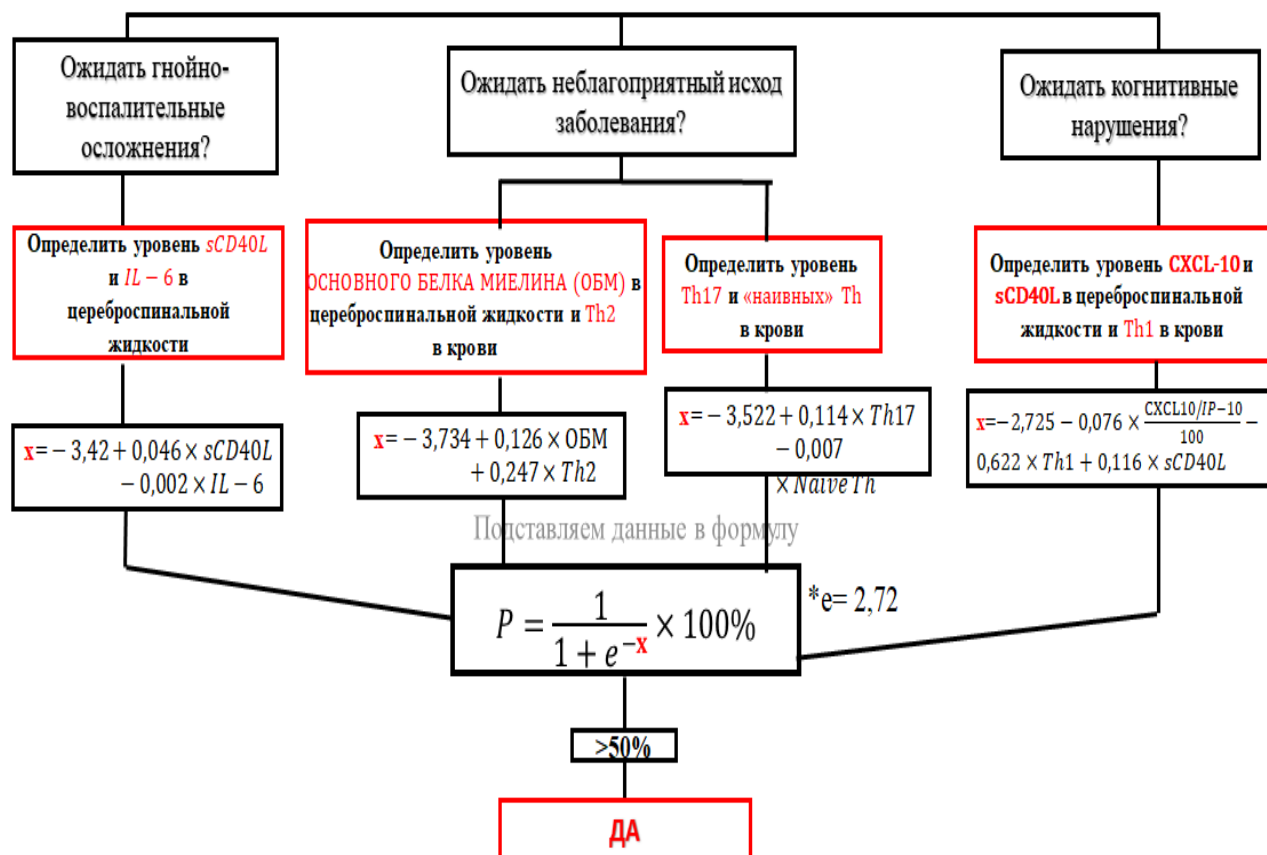 Ожидать гнойно-
воспалительные
осложнения?
Ожидать неблагоприятный исход
заболевания?
Ожидать когнитивные
нарушения?
Определить уровень sCD40L
и IL − 6 в
цереброспинальной
жидкости
Определить уровень
ОСНОВНОГО БЕЛКА МИЕЛИНА (ОБМ) в
цереброспинальной жидкости и Th2
в крови
Определить уровень
Th17 и «наивных» Th
в крови
Определить уровень CXCL-10 и
sCD40L в цереброспинальной
жидкости и Th1 в крови
x= − 3,42 + 0,046 × sCD40L
− 0,002 × IL − 6
x= − 3,734 + 0,126 × ОБМ
+ 0,247 × Th2
x= − 3,522 + 0,114 × Th17
− 0,007
× Naive Th
x=−2,725 − 0,076 × CXCL10/IP−10 / 100 −
0,622 × Th1 + 0,116 × sCD40L
Подставляем данные в формулу
P = 1 / 1 + e^−x × 100%
*e= 2,72
>50%
ДА